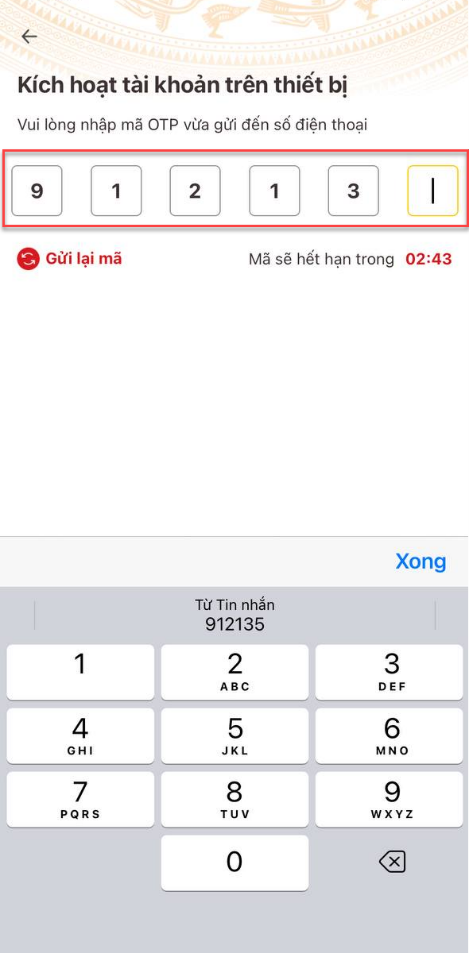 Kích hoạt tài khoản trên thiết bị
Vui lòng nhập mã OTP vừa gửi đến số điện thoại
9 1 2 1 3
Gửi lại mã Mã sẽ hết hạn trong 02:43
Xong
Từ Tin nhắn
912135
1 2 3
ABC DEF
4 5 6
GHI JKL MNO
7 8 9
PQRS TUV WXYZ
0